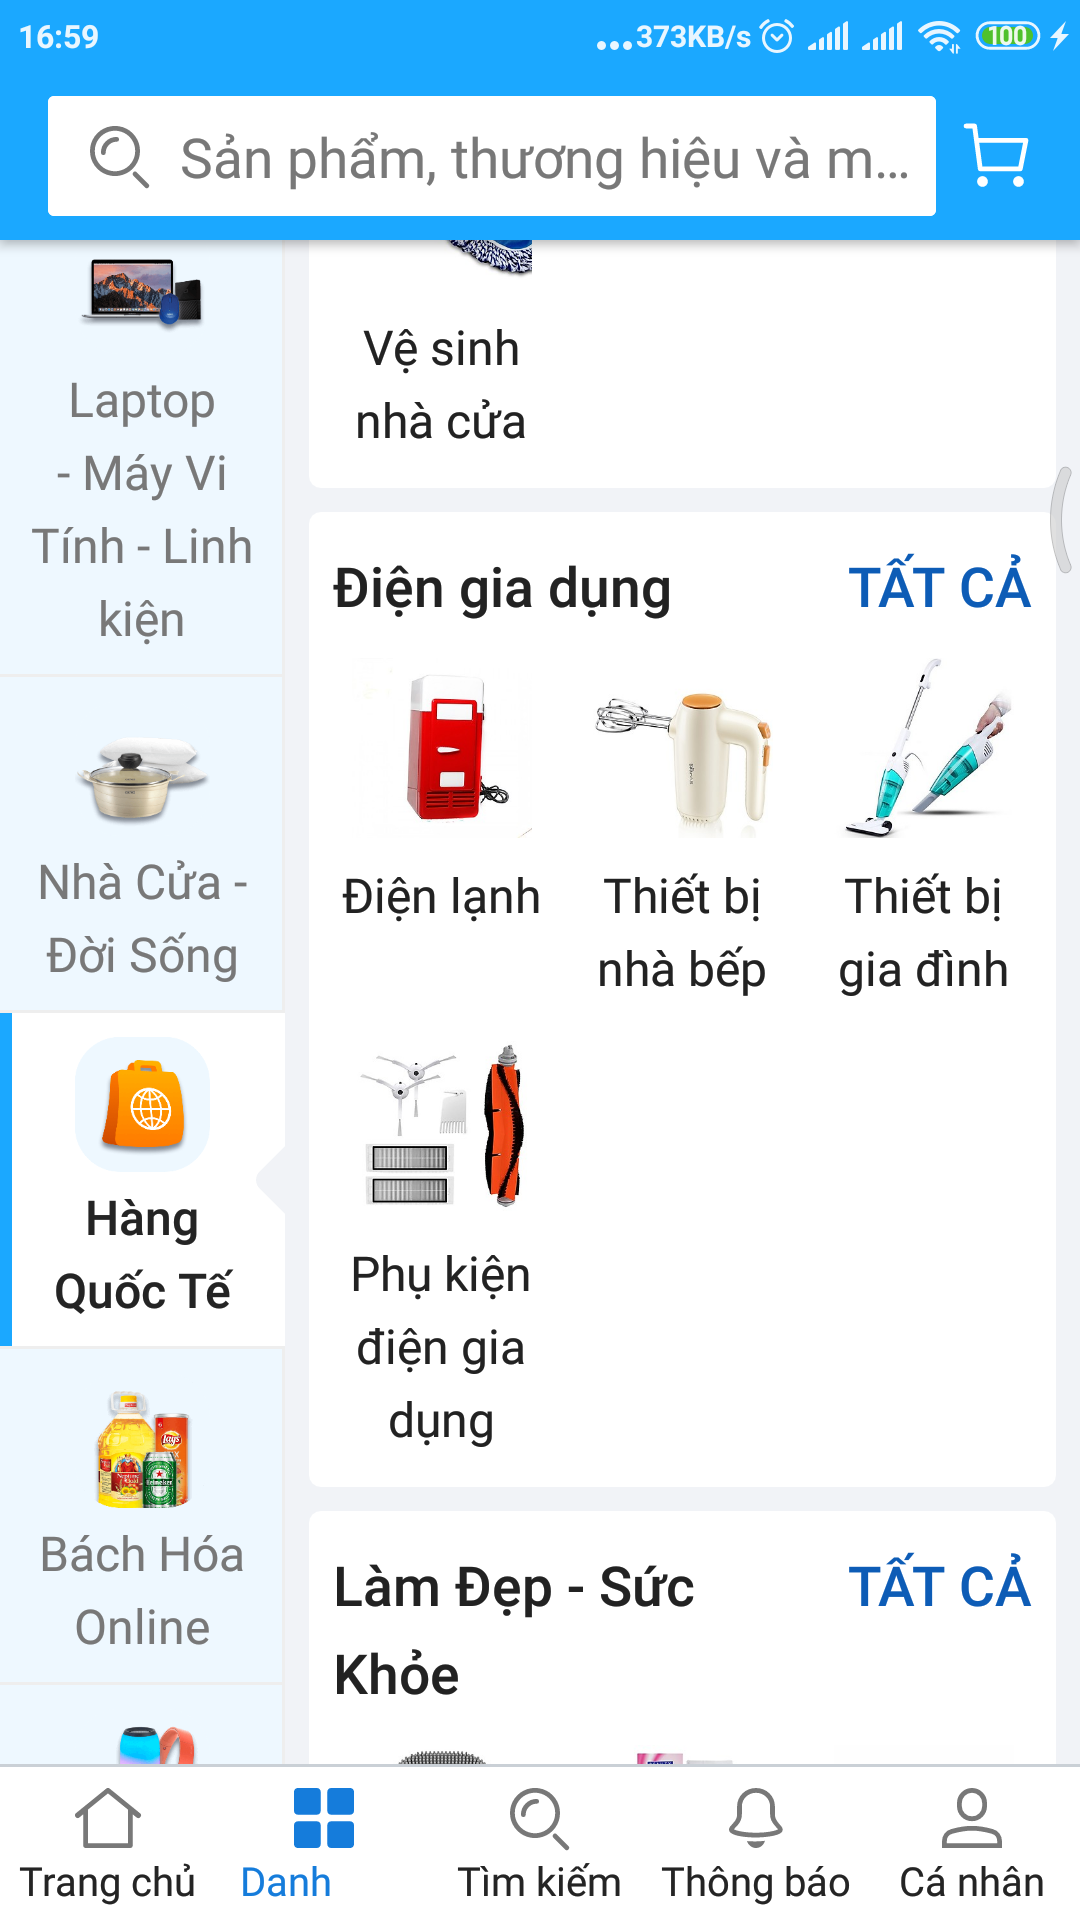 16:59
...373KB/s
100
Sản phẩm, thương hiệu và m...
Laptop
- Máy Vi
Tính - Linh
kiện
Nhà Cửa -
Đời Sống
Hàng
Quốc Tế
Bách Hóa
Online
Vệ sinh
nhà cửa
Điện gia dụng
TẤT CẢ
Điện lạnh
Thiết bị
nhà bếp
Thiết bị
gia đình
Phụ kiện
điện gia
dụng
Làm Đẹp - Sức
Khỏe
TẤT CẢ
Trang chủ
Danh
Tìm kiếm
Thông báo
Cá nhân